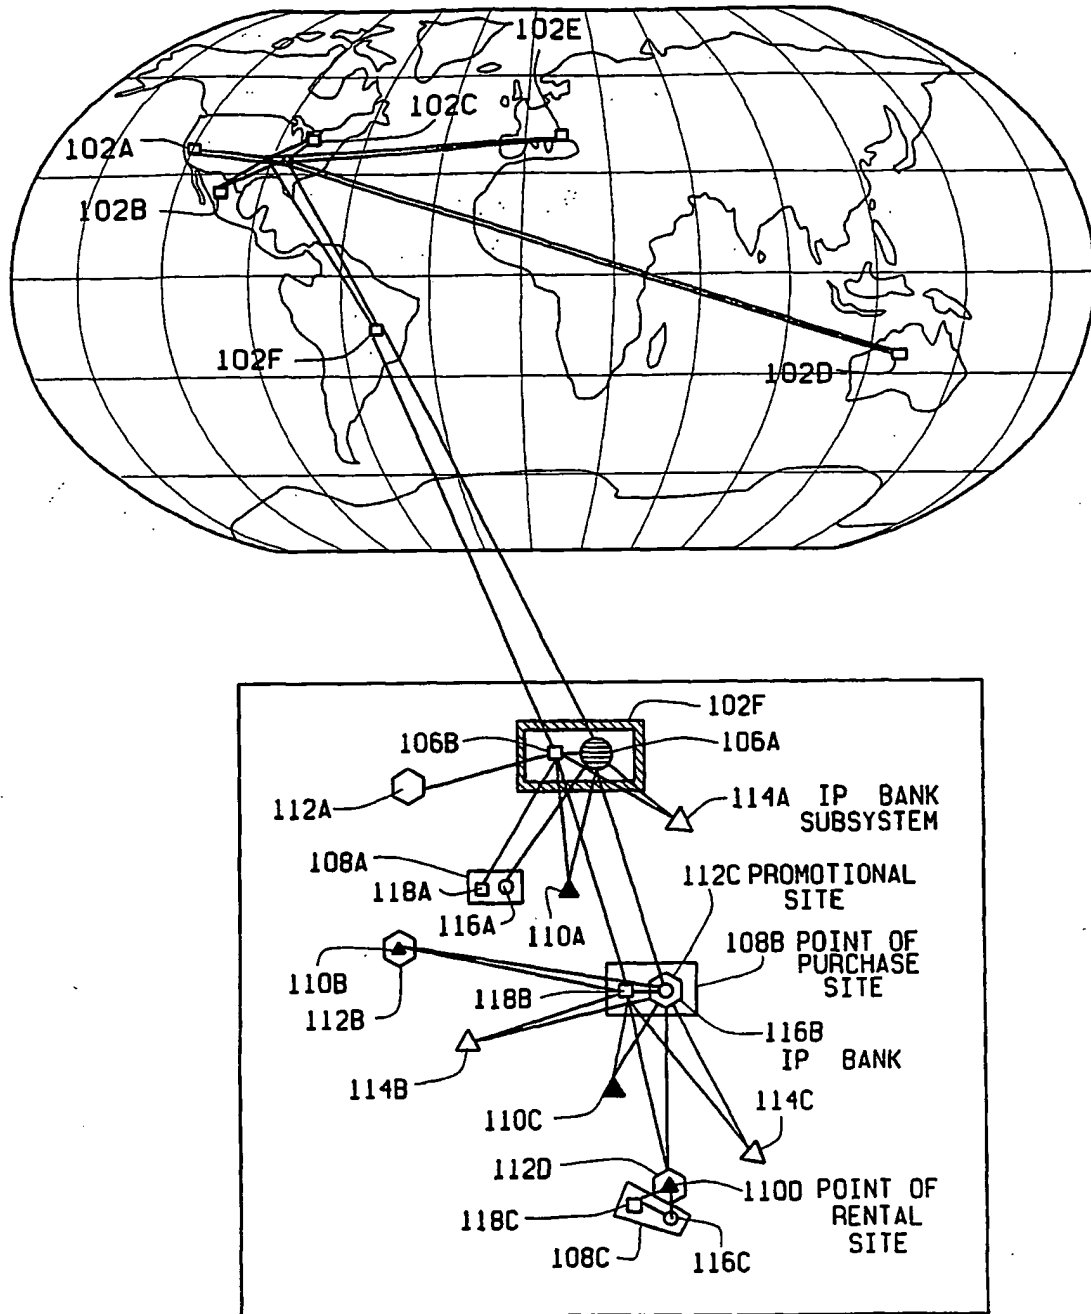 102E
102C
102A
102B
102F
102D
102F
106B
106A
112A
114A IP BANK
SUBSYSTEM
108A
118A
116A
110A
112C PROMOTIONAL
SITE
108B POINT OF
PURCHASE
SITE
110B
112B
118B
116B
IP BANK
114B
110C
114C
112D
110D POINT OF
RENTAL
SITE
118C
108C
116C